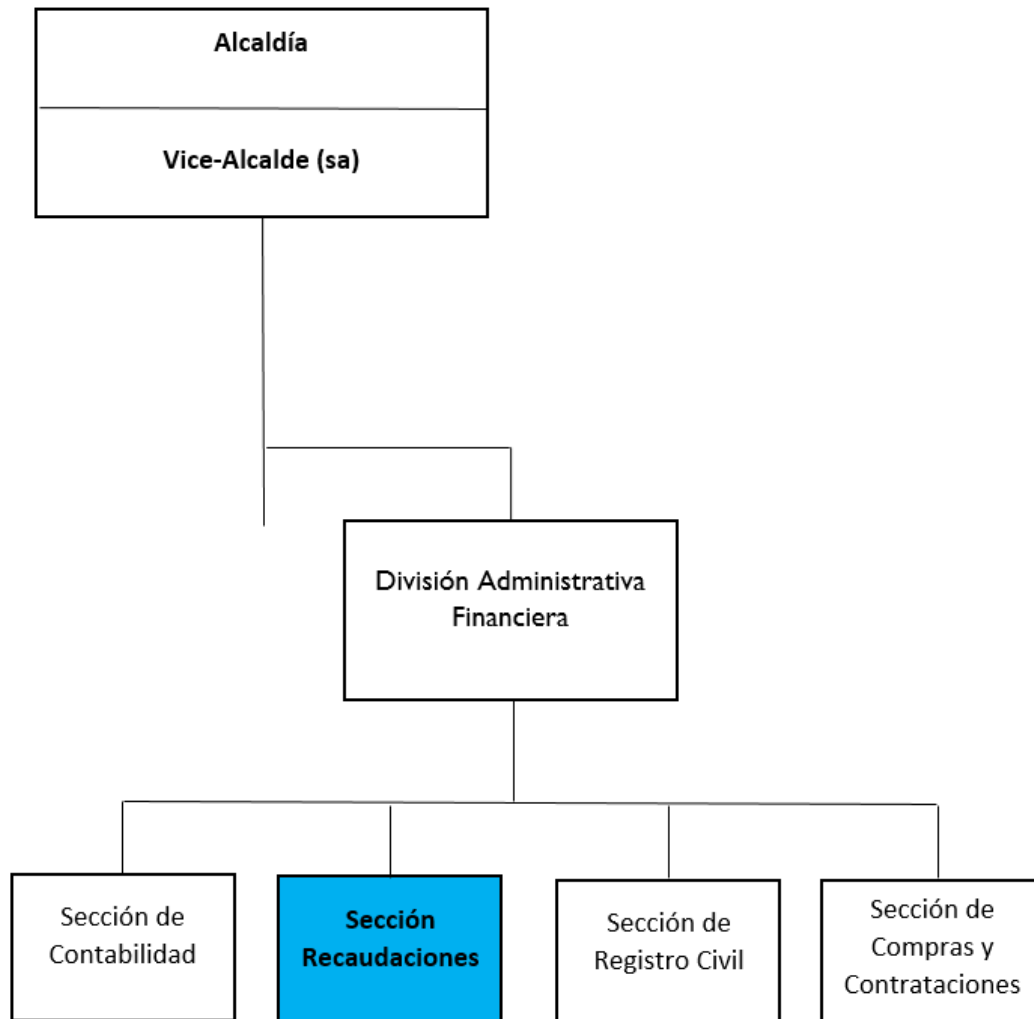 Alcaldía
Vice-Alcalde (sa)
División Administrativa
Financiera
Sección de
Contabilidad
Sección
Recaudaciones
Sección de
Registro Civil
Sección de
Compras y
Contrataciones